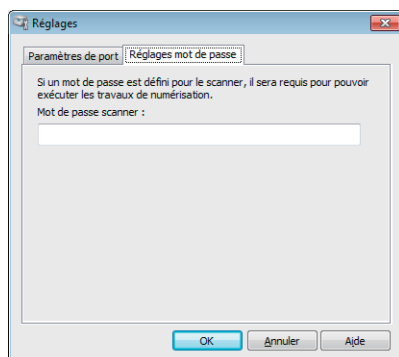 Réglages
Paramètres de port
Réglages mot de passe
Si un mot de passe est défini pour le scanner, il sera requis pour pouvoir
exécuter les travaux de numérisation.
Mot de passe scanner :
OK
Annuler
Aide